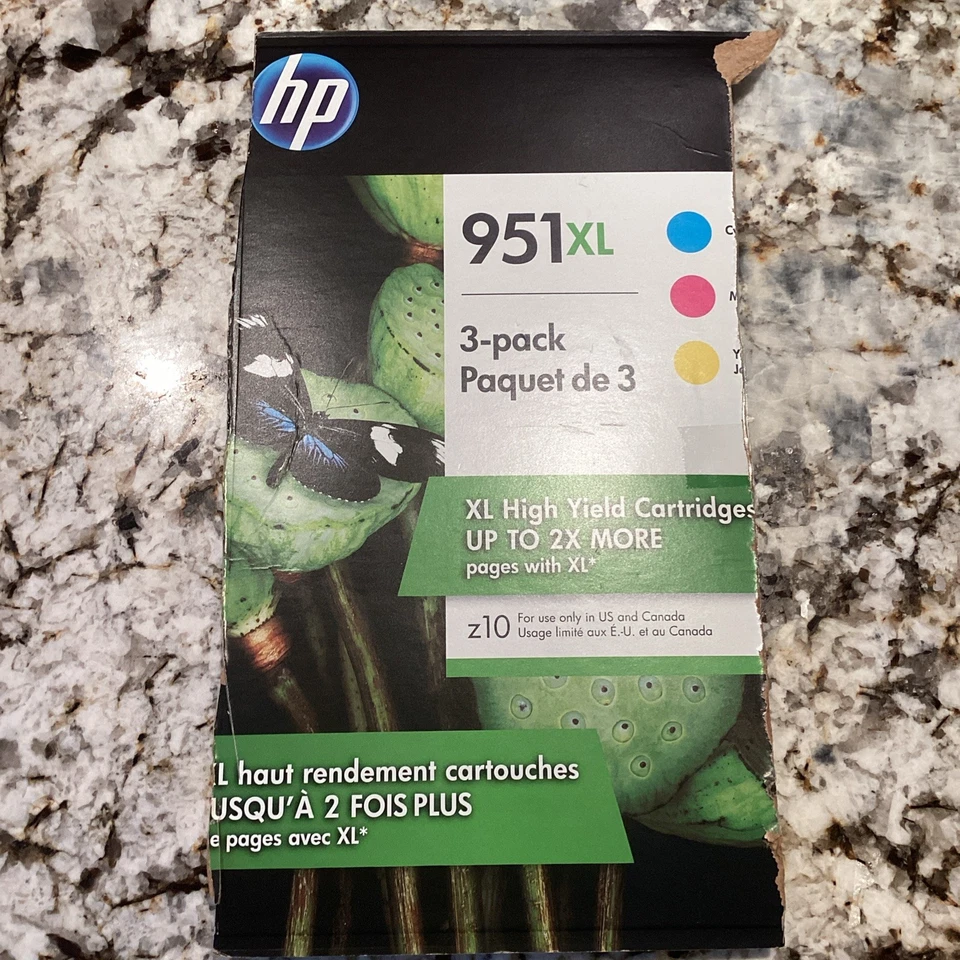 hp
951XL
3-pack
Paquet de 3
XL High Yield Cartridges
UP TO 2X MORE
pages with XL*
z10 For use only in US and Canada
Usage limité aux É.-U. et au Canada
L haut rendement cartouches
USQU'À 2 FOIS PLUS
e pages avec XL*